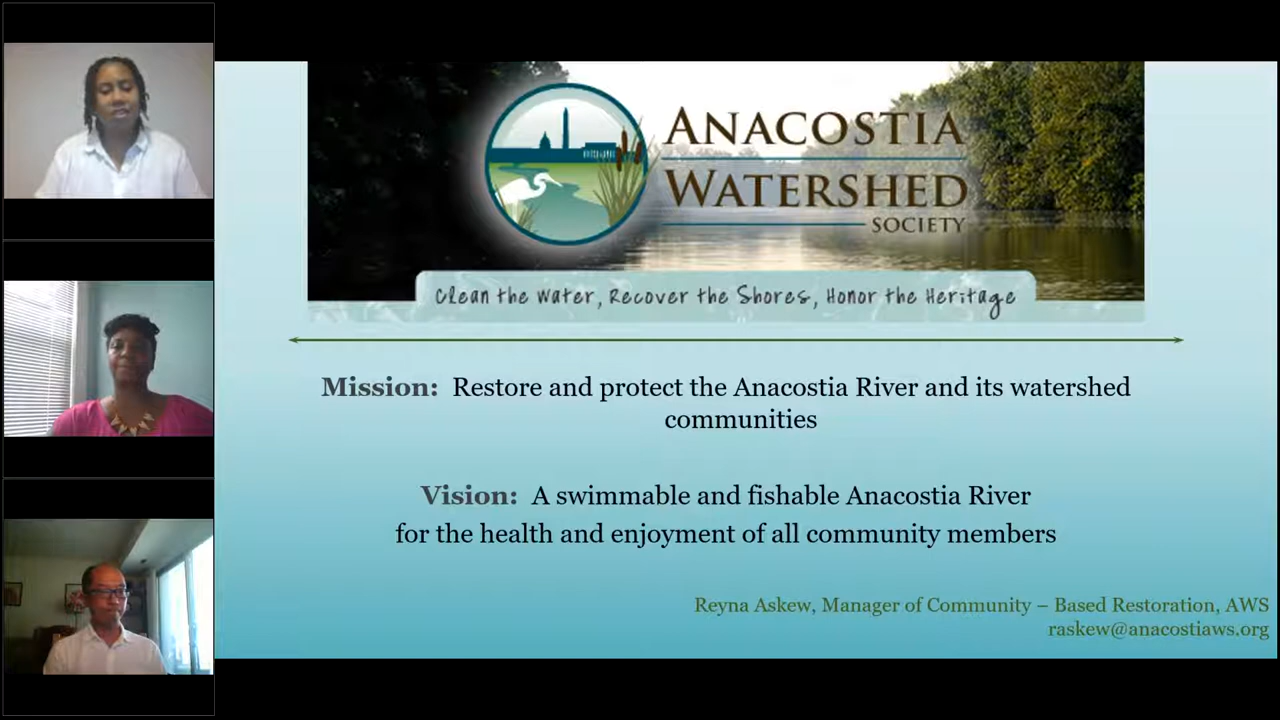 ANACOSTIA
WATERSHED
SOCIETY
Clean the Water, Recover the Shores, Honor the Heritage
Mission: Restore and protect the Anacostia River and its watershed
communities
Vision: A swimmable and fishable Anacostia River
for the health and enjoyment of all community members
Reyna Askew, Manager of Community – Based Restoration, AWS
raskew@anacostiaws.org